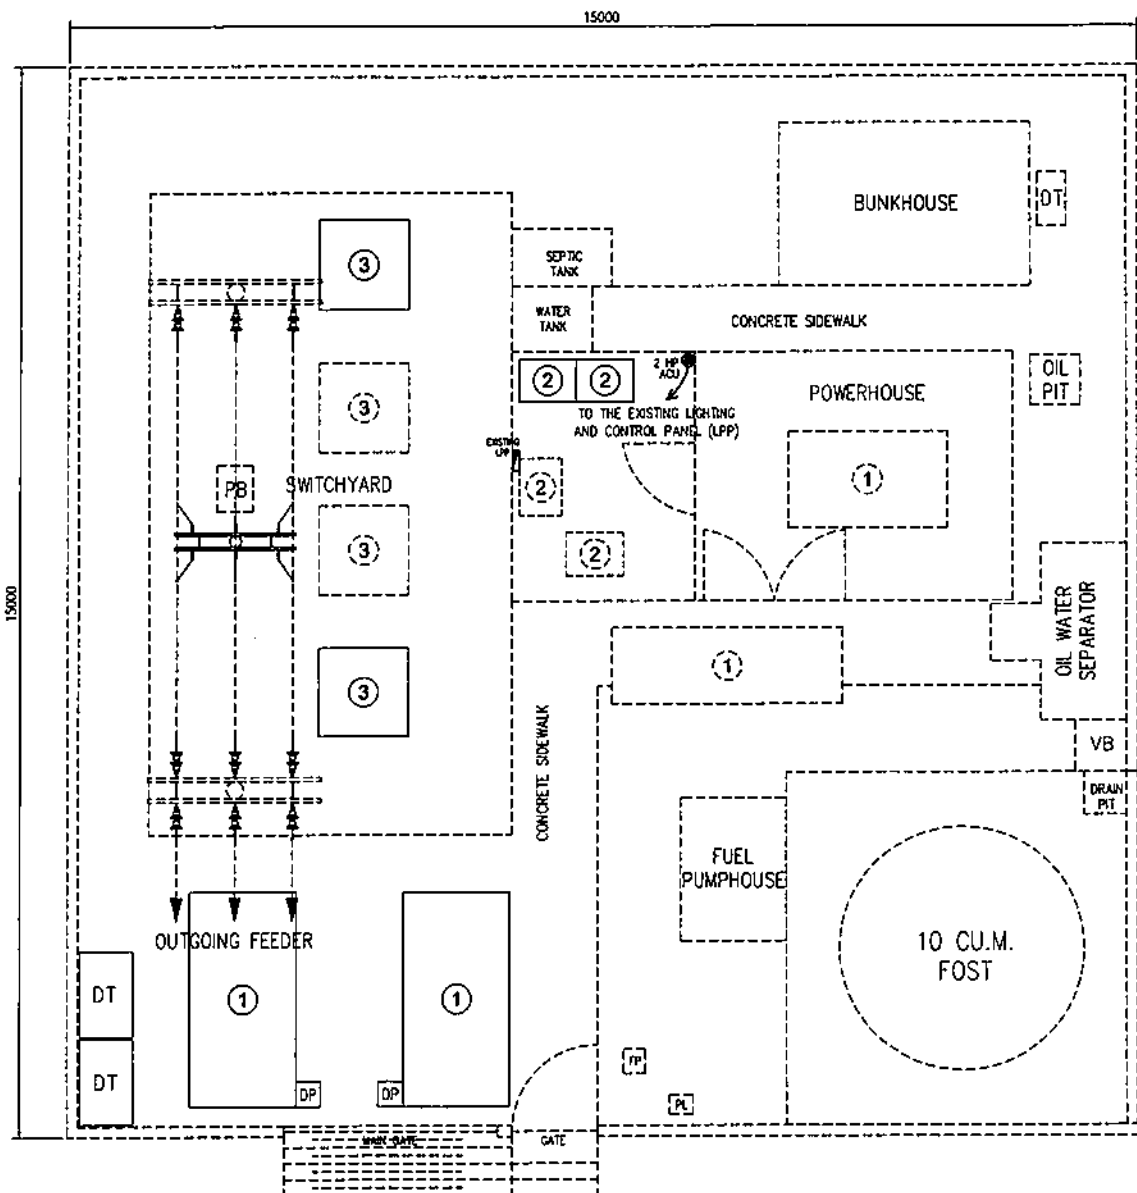 15000
15000
BUNKHOUSE
DT
3
SEPTIC
TANK
WATER
TANK
CONCRETE SIDEWALK
2
2
2 HP
ACU
POWERHOUSE
OIL
PIT
3
TO THE EXISTING LIGHTING
AND CONTROL PANEL (LPP)
EXISTING
LPP
PB
SWITCHYARD
2
1
3
2
OIL WATER
SEPARATOR
1
3
CONCRETE SIDEWALK
VB
DRAIN
PIT
FUEL
PUMPHOUSE
OUTGOING FEEDER
10 CU.M.
FOST
DT
1
1
DT
DP
DP
FP
PL
MAIN GATE
GATE